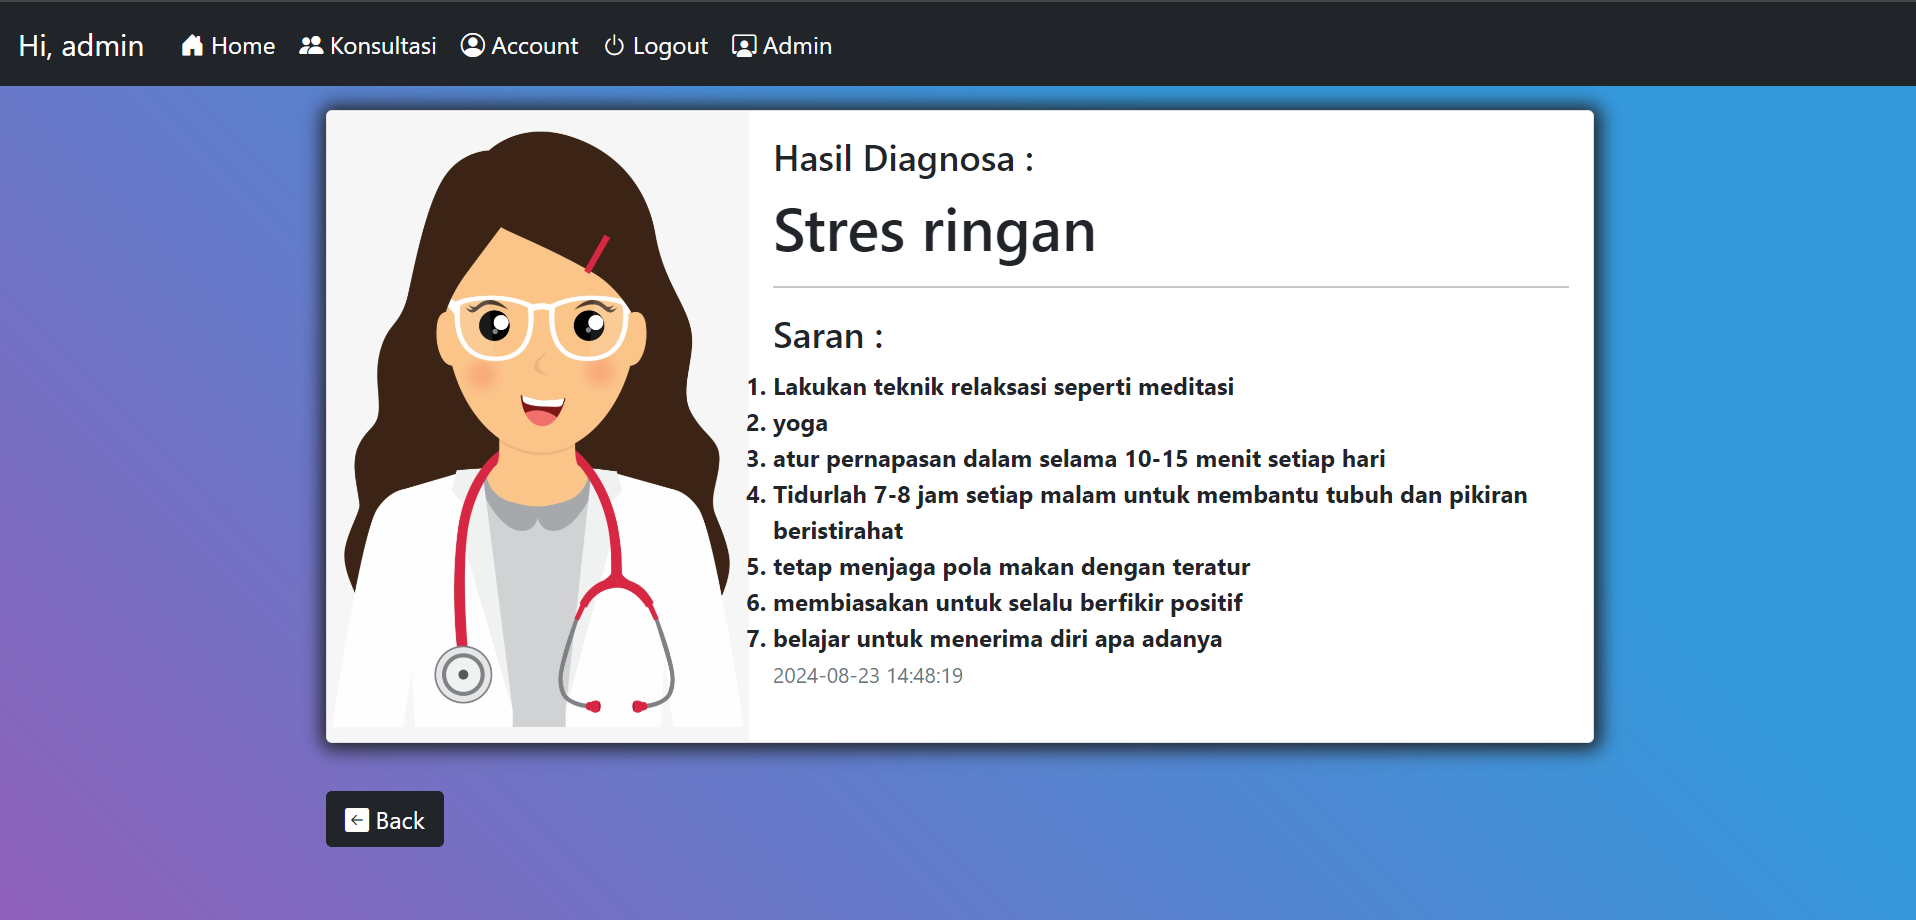 Hi, admin Home Konsultasi Account Logout Admin
Hasil Diagnosa :
Stres ringan
Saran :
1. Lakukan teknik relaksasi seperti meditasi
2. yoga
3. atur pernapasan dalam selama 10-15 menit setiap hari
4. Tidurlah 7-8 jam setiap malam untuk membantu tubuh dan pikiran
beristirahat
5. tetap menjaga pola makan dengan teratur
6. membiasakan untuk selalu berfikir positif
7. belajar untuk menerima diri apa adanya
2024-08-23 14:48:19
Back